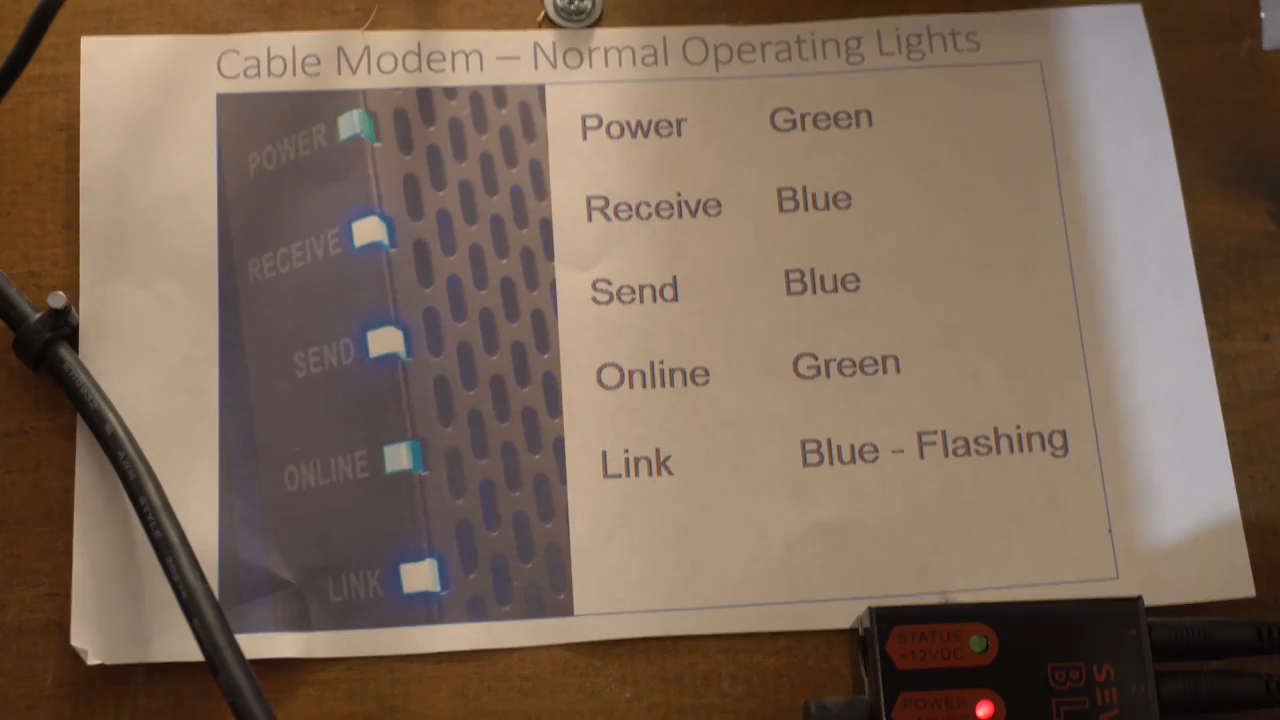 Cable Modem – Normal Operating Lights
POWER
RECEIVE
SEND
ONLINE
LINK
Power Green
Receive Blue
Send Blue
Online Green
Link Blue - Flashing
STATUS
+12VDC
POWER